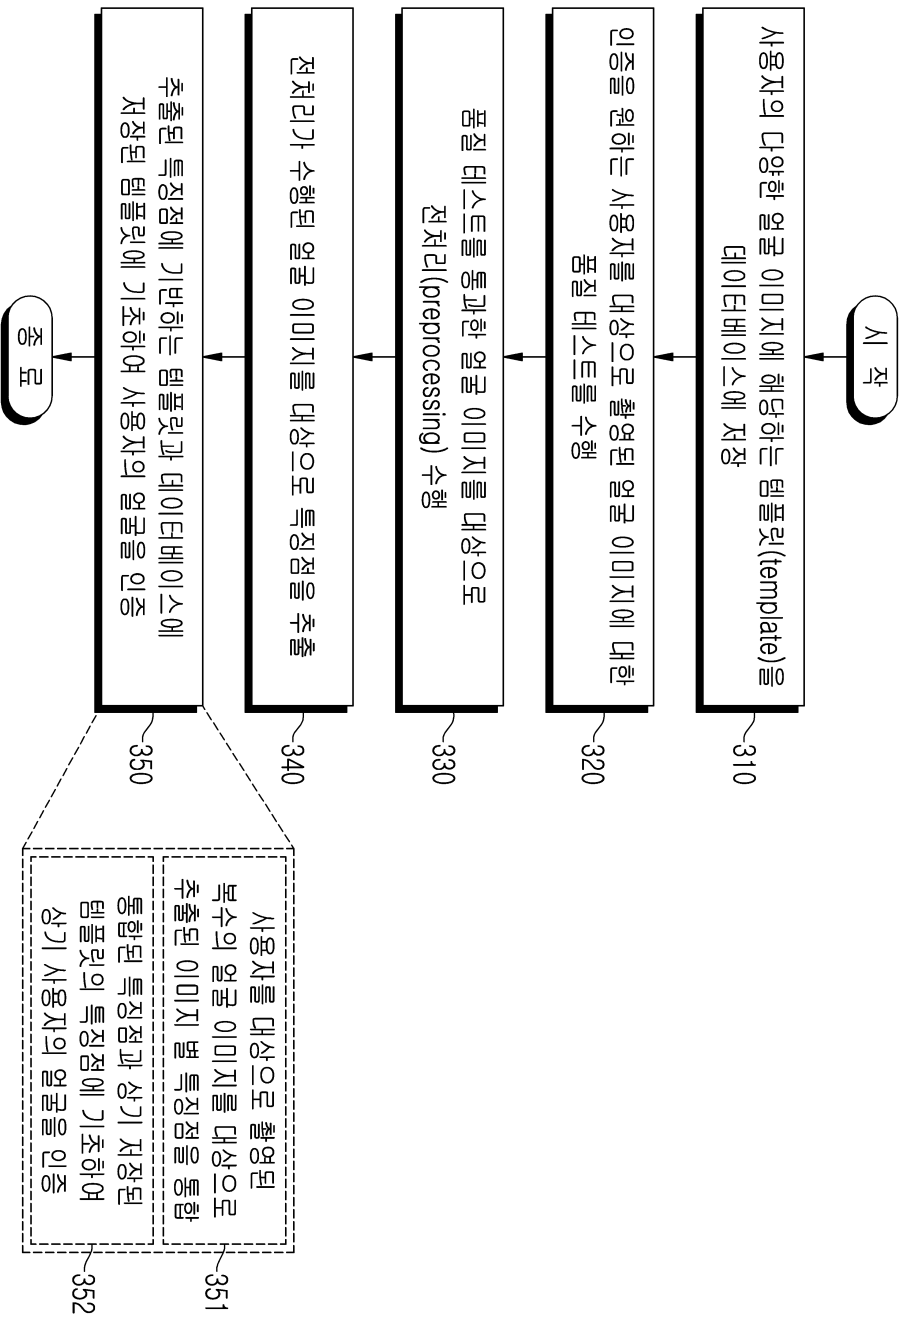 시 작
사용자의 다양한 얼굴 이미지에 해당하는 템플릿(template)을
데이터베이스에 저장
310
인증을 원하는 사용자를 대상으로 촬영된 얼굴 이미지에 대한
품질 테스트를 수행
320
품질 테스트를 통과한 얼굴 이미지를 대상으로
전처리(preprocessing) 수행
330
전처리가 수행된 얼굴 이미지를 대상으로 특징점을 추출
340
추출된 특징점에 기반하는 템플릿과 데이터베이스에
저장된 템플릿에 기초하여 사용자의 얼굴을 인증
350
종 료
사용자를 대상으로 촬영된
복수의 얼굴 이미지를 대상으로
추출된 이미지 별 특징점을 통합
351
통합된 특징점과 상기 저장된
템플릿의 특징점에 기초하여
상기 사용자의 얼굴을 인증
352